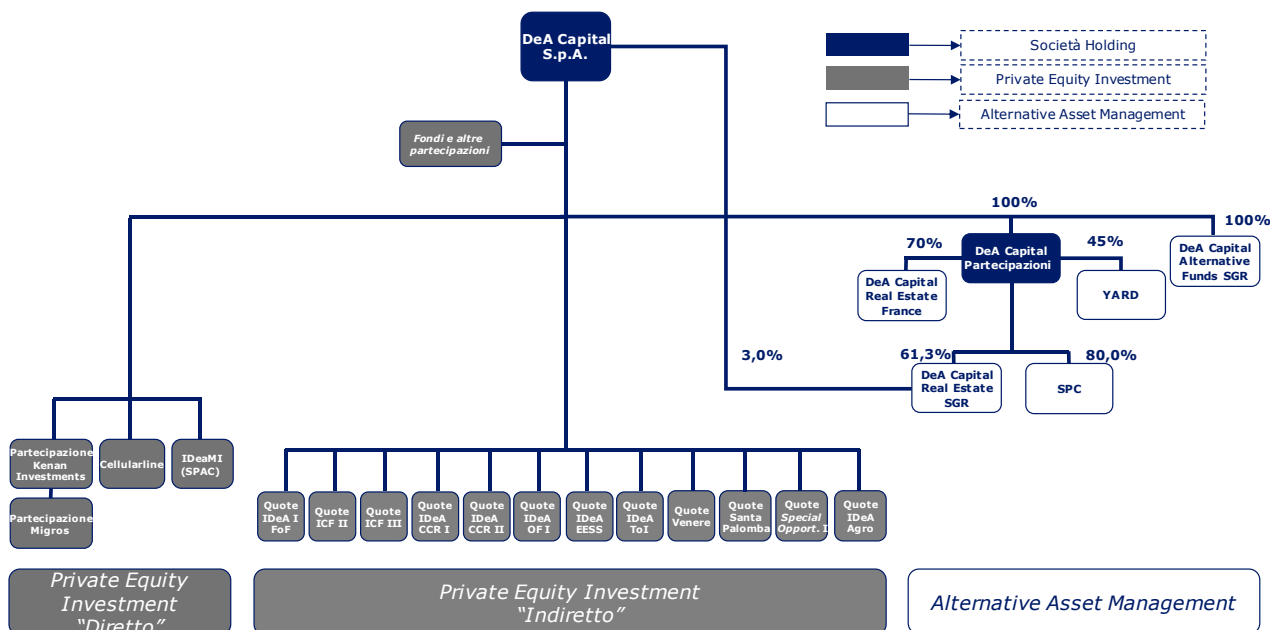 DeA Capital
S.p.A.
Società Holding
Private Equity Investment
Alternative Asset Management
Fondi e altre
partecipazioni
100%
100%
70%
DeA Capital
Partecipazioni
45%
DeA Capital
Alternative
Funds SGR
DeA Capital
Real Estate
France
YARD
3,0%
61,3%
80,0%
DeA Capital
Real Estate
SGR
SPC
Partecipazione
Kenan
Investments
Cellularline
IDeaMI
(SPAC)
Partecipazione
Migros
Quote
IDeA I
FoF
Quote
ICF II
Quote
ICF III
Quote
IDeA
CCR I
Quote
IDeA
CCR II
Quote
IDeA
OF I
Quote
IDeA
EESS
Quote
IDeA
ToI
Quote
Venere
Quote
Santa
Palomba
Quote
Special
Opport. I
Quote
IDeA
Agro
Private Equity
Investment
“Diretto”
Private Equity Investment
“Indiretto”
Alternative Asset Management